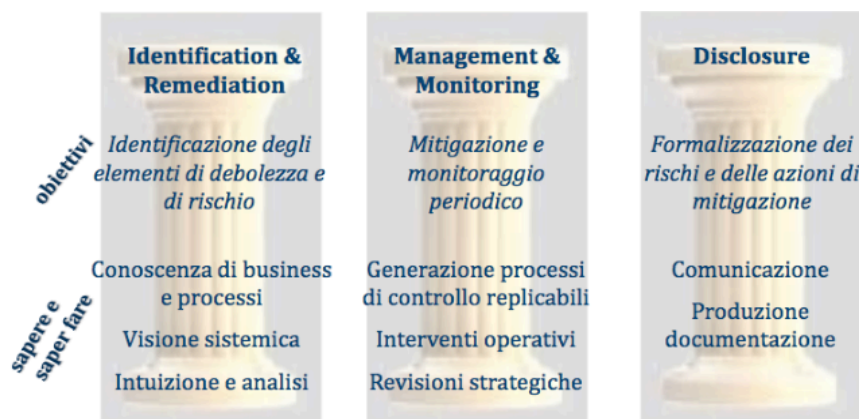 Identification &
Remediation
Management &
Monitoring
Disclosure
obiettivi
Identificazione degli
elementi di debolezza e
di rischio
Mitigazione e
monitoraggio
periodico
Formalizzazione dei
rischi e delle azioni di
mitigazione
sapere e
saper fare
Conoscenza di business
e processi
Visione sistemica
Intuizione e analisi
Generazione processi
di controllo replicabili
Interventi operativi
Revisioni strategiche
Comunicazione
Produzione
documentazione